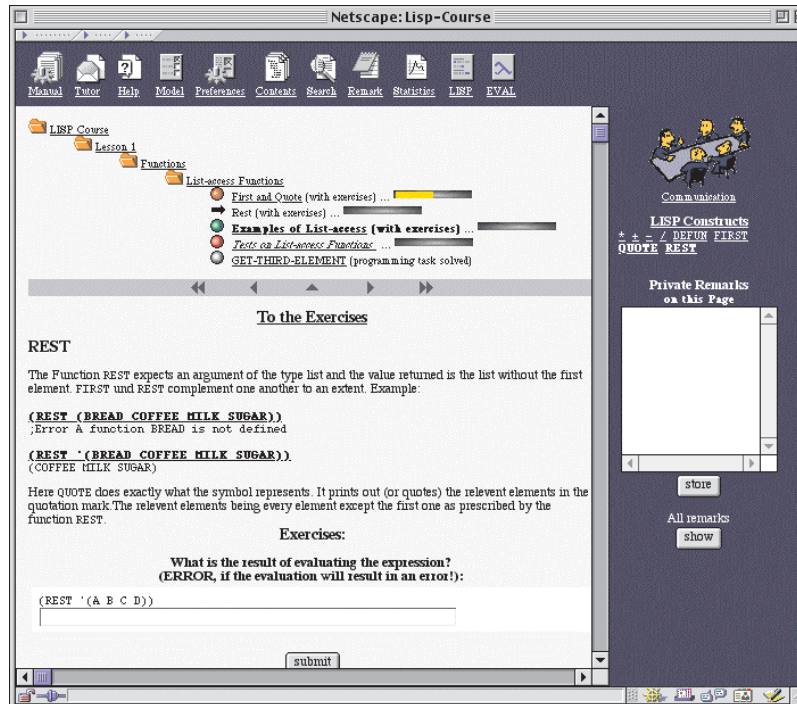 Netscape: Lisp-Course
Manual Tutor Help Model Preferences Contents Search Remark Statistics LISP EVAL
LISP Course
Lesson 1
Functions
List-access Functions
First and Quote (with exercises) ...
Rest (with exercises) ...
Examples of List-access (with exercises) ...
Tests on List-access Functions ...
GET-THIRD-ELEMENT (programming task solved)
To the Exercises
REST
The Function REST expects an argument of the type list and the value returned is the list without the first
element. FIRST und REST complement one another to an extent. Example:
(REST (BREAD COFFEE MILK SUGAR))
;Error A function BREAD is not defined
(REST '(BREAD COFFEE MILK SUGAR))
(COFFEE MILK SUGAR)
Here QUOTE does exactly what the symbol represents. It prints out (or quotes) the relevent elements in the
quotation mark.The relevent elements being every element except the first one as prescribed by the
function REST.
Exercises:
What is the result of evaluating the expression?
(ERROR, if the evaluation will result in an error!):
(REST '(A B C D))
submit
Communication
LISP Constructs
* + - / DEFUN FIRST
QUOTE REST
Private Remarks
on this Page
store
All remarks
show